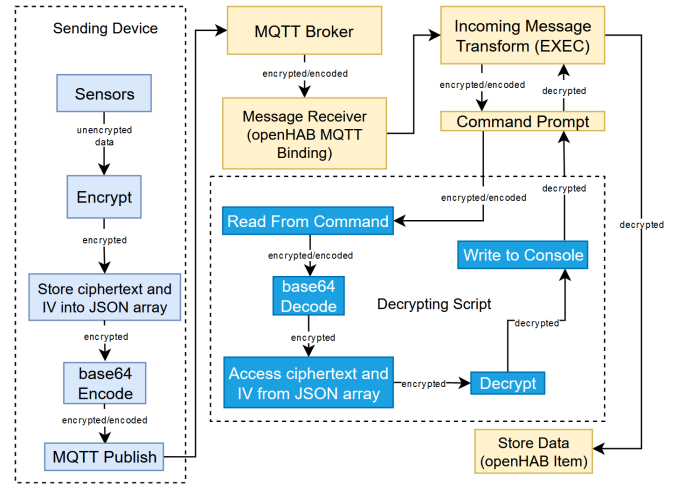 Sending Device
Sensors
unencrypted
data
Encrypt
encrypted
Store ciphertext and
IV into JSON array
encrypted
base64
Encode
encrypted/encoded
MQTT Publish
MQTT Broker
encrypted/encoded
Message Receiver
(openHAB MQTT
Binding)
Incoming Message
Transform (EXEC)
encrypted/encoded
decrypted
Command Prompt
encrypted/encoded
decrypted
Read From Command
encrypted/encoded
base64
Decode
encrypted
Access ciphertext and
IV from JSON array
encrypted
Decrypt
decrypted
Write to Console
Decrypting Script
decrypted
Store Data
(openHAB Item)